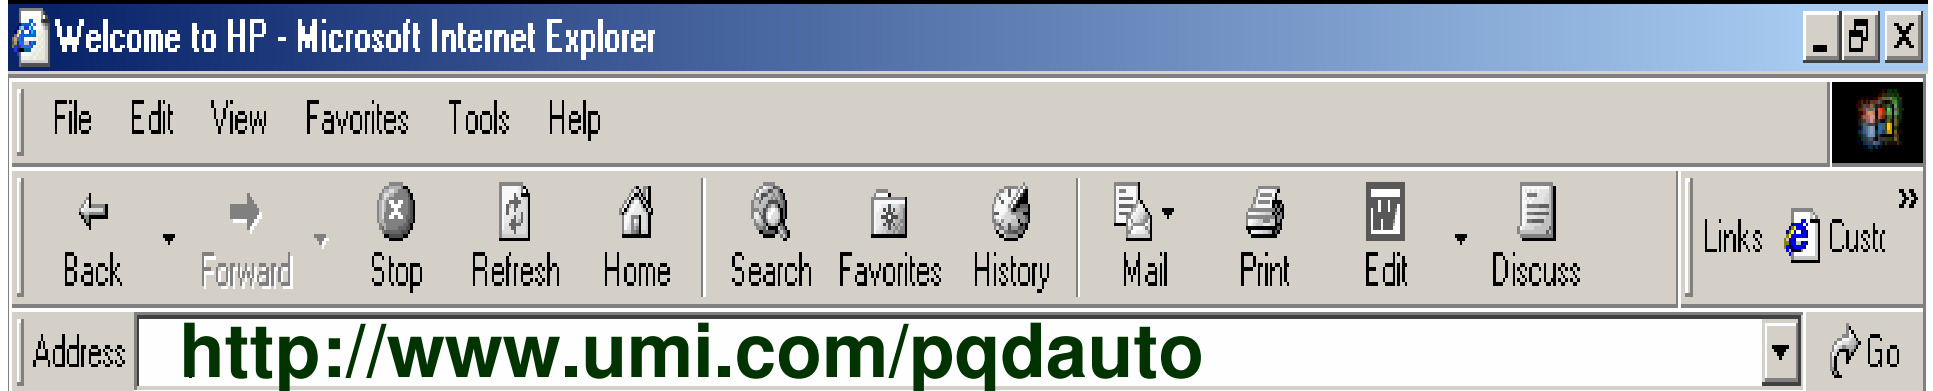 Welcome to HP - Microsoft Internet Explorer
File Edit View Favorites Tools Help
Back Forward Stop Refresh Home Search Favorites History Mail Print Edit Discuss Links Custc »
Address http://www.umi.com/pqdauto Go